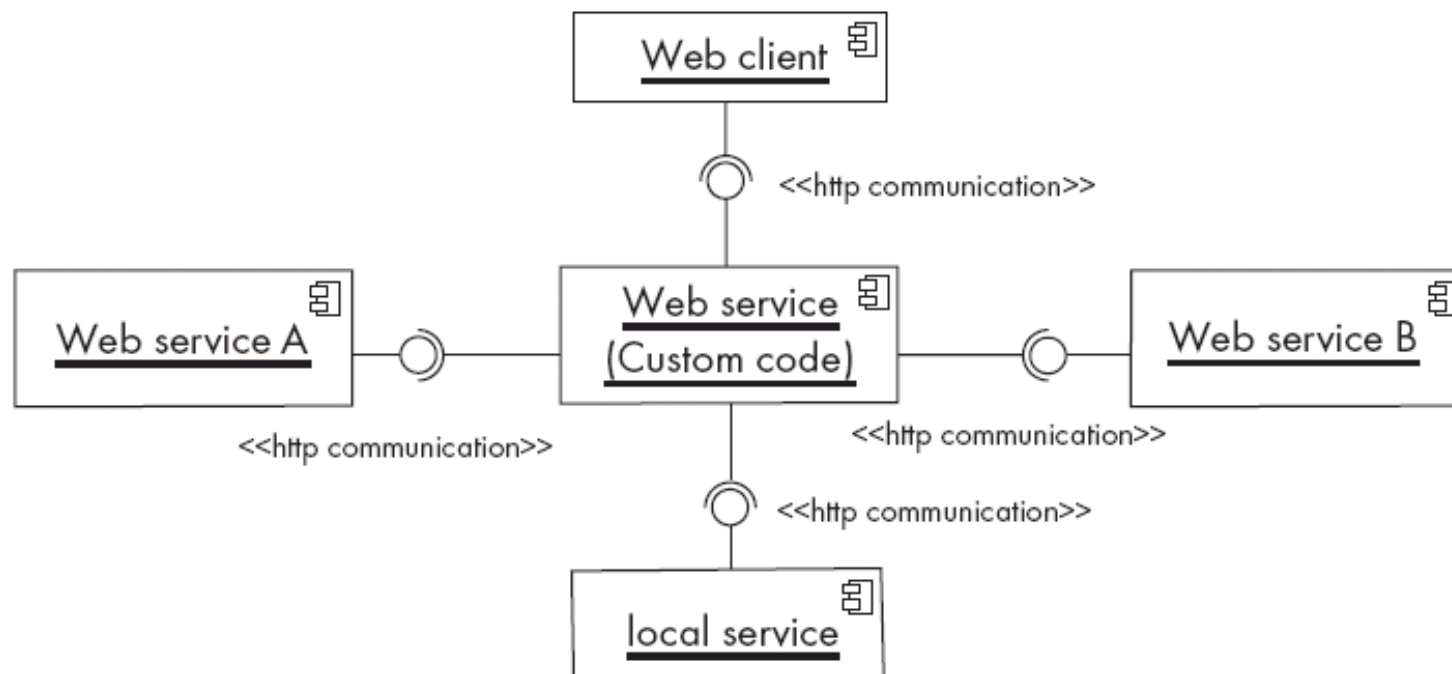 Web client
<<http communication>>
Web service A
Web service
(Custom code)
Web service B
<<http communication>>
<<http communication>>
<<http communication>>
local service